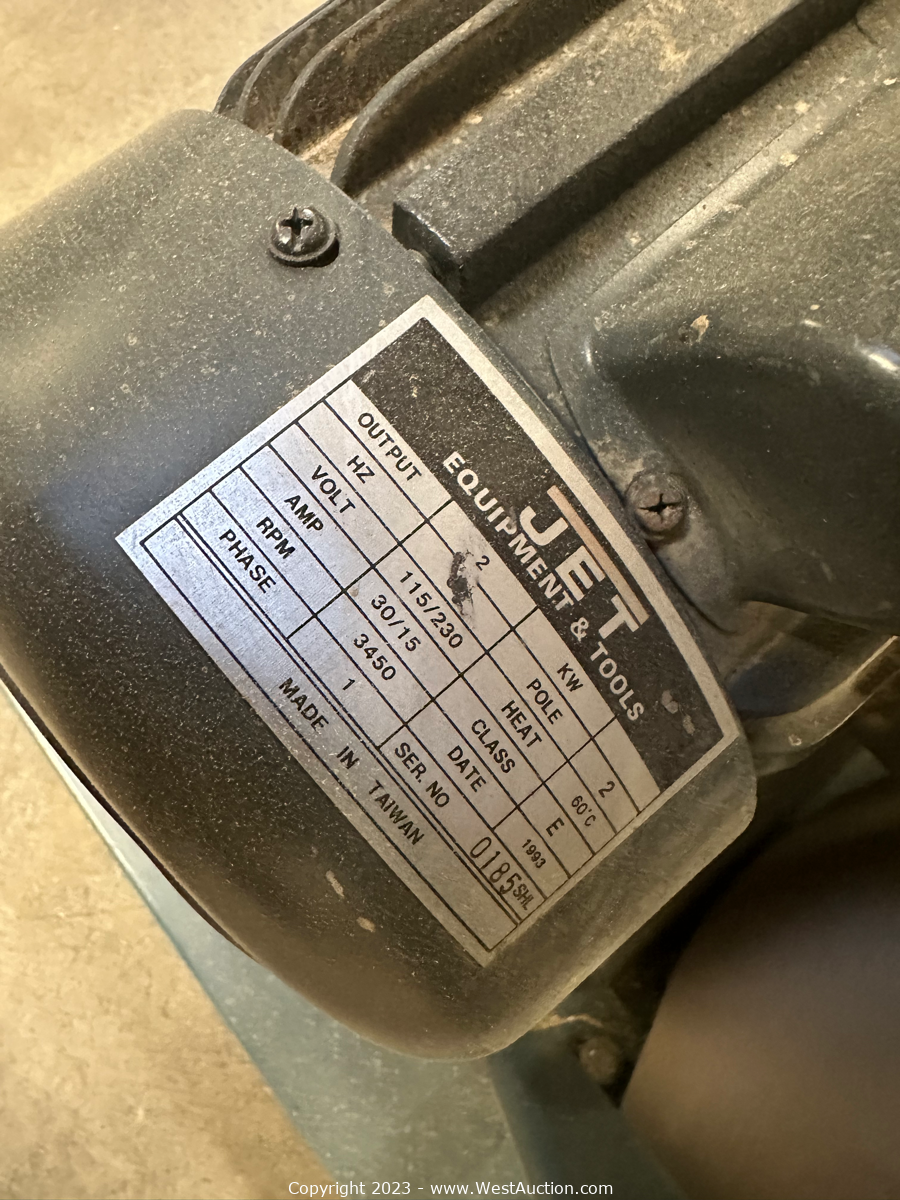 JET
EQUIPMENT & TOOLS
OUTPUT 2 KW
HZ POLE 2
VOLT 115/230 HEAT 60°C
AMP 30/15 CLASS E
RPM 3450 DATE 1993
PHASE 1 SER. NO 0185SHL
MADE IN TAIWAN
Copyright 2023 - www.WestAuction.com